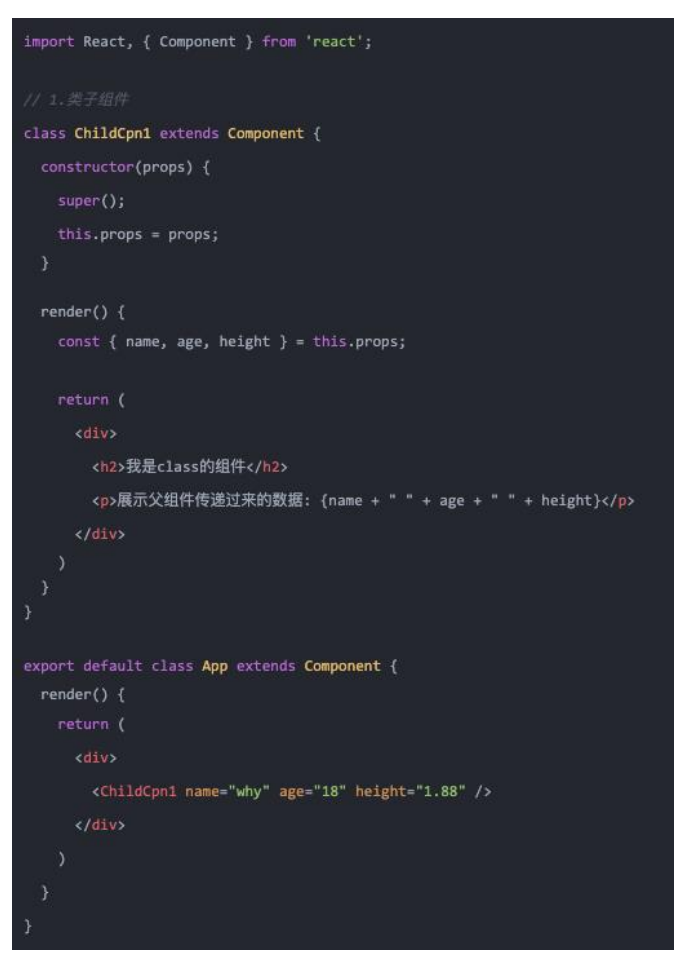 import React, { Component } from 'react';
// 1.类子组件
class ChildCpn1 extends Component {
  constructor(props) {
    super();
    this.props = props;
  }
  render() {
    const { name, age, height } = this.props;
    return (
      <div>
        <h2>我是class的组件</h2>
        <p>展示父组件传递过来的数据: {name + " " + age + " " + height}</p>
      </div>
    )
  }
}
export default class App extends Component {
  render() {
    return (
      <div>
        <ChildCpn1 name="why" age="18" height="1.88" />
      </div>
    )
  }
}